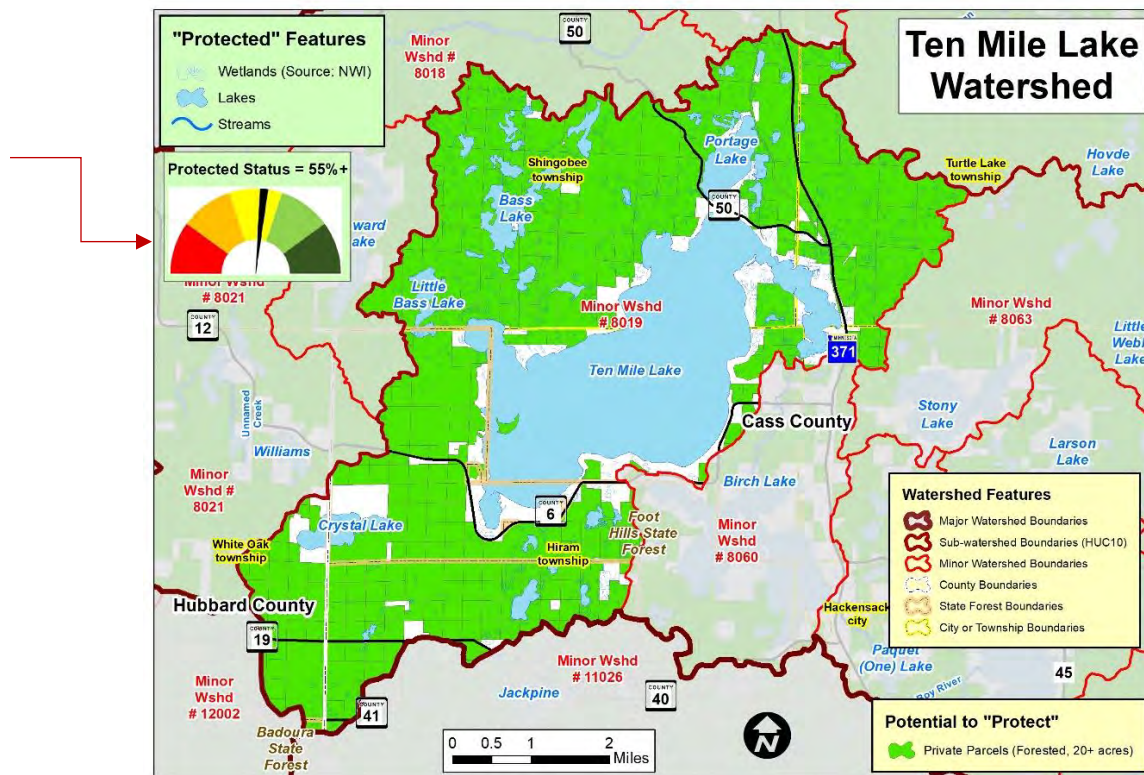 "Protected" Features
Wetlands (Source: NWI)
Lakes
Streams
Protected Status = 55%+
Ten Mile Lake
Watershed
COUNTY
50
Minor
Wshd #
8018
Shingobee
township
Portage
Lake
Turtle Lake
township
Hovde
Lake
Bass
Lake
COUNTY
50
ward
ake
Little
Bass Lake
Minor Wshd
# 8021
COUNTY
12
Minor Wshd
# 8019
Minor Wshd
# 8063
Little
Webb
Lake
371
Ten Mile Lake
Cass County
Stony
Lake
Larson
Lake
Unnamed
Creek
Williams
Birch Lake
Minor
Wshd #
8021
Crystal Lake
COUNTY
6
Foot
Hills State
Forest
Minor
Wshd
# 8060
White Oak
township
Hiram
township
Watershed Features
Major Watershed Boundaries
Sub-watershed Boundaries (HUC10)
Minor Watershed Boundaries
County Boundaries
State Forest Boundaries
City or Township Boundaries
Hubbard County
Hackensack
city
COUNTY
19
Paquet
(One) Lake
Minor Wshd
# 11026
Minor
Wshd
# 12002
Jackpine
COUNTY
40
45
Boy River
COUNTY
41
Badoura
State
Forest
0 0.5 1 2
Miles
N
Potential to "Protect"
Private Parcels (Forested, 20+ acres)